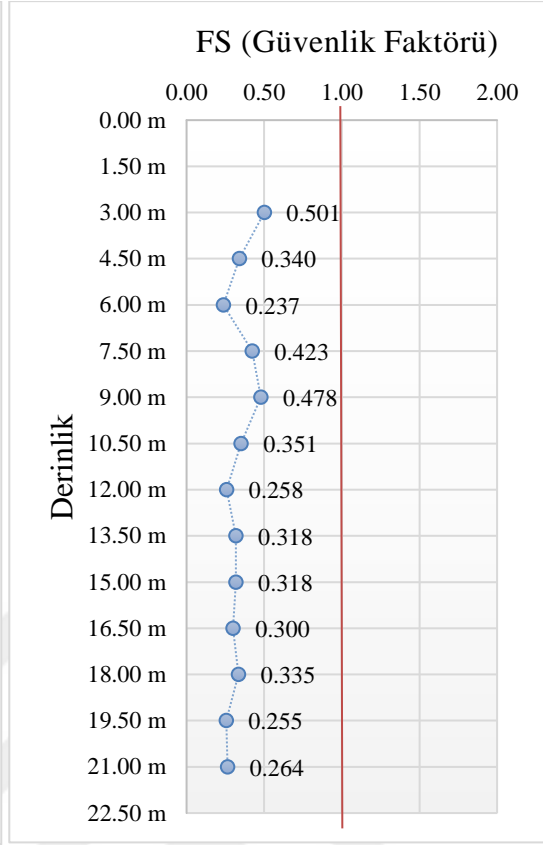 FS (Güvenlik Faktörü)
0.00 0.50 1.00 1.50 2.00
0.00 m
1.50 m
3.00 m 0.501
4.50 m 0.340
6.00 m 0.237
7.50 m 0.423
9.00 m 0.478
10.50 m 0.351
Derinlik
12.00 m 0.258
13.50 m 0.318
15.00 m 0.318
16.50 m 0.300
18.00 m 0.335
19.50 m 0.255
21.00 m 0.264
22.50 m